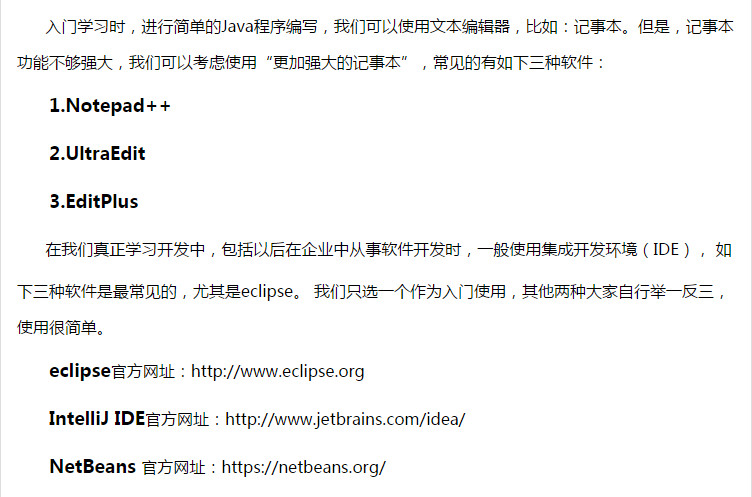 入门学习时，进行简单的Java程序编写，我们可以使用文本编辑器，比如：记事本。但是，记事本
功能不够强大，我们可以考虑使用“更加强大的记事本”，常见的有如下三种软件：
1.Notepad++
2.UltraEdit
3.EditPlus
在我们真正学习开发中，包括以后在企业中从事软件开发时，一般使用集成开发环境（IDE）， 如
下三种软件是最常见的，尤其是eclipse。 我们只选一个作为入门使用，其他两种大家自行举一反三，
使用很简单。
eclipse官方网址：http://www.eclipse.org
IntelliJ IDE官方网址：http://www.jetbrains.com/idea/
NetBeans 官方网址：https://netbeans.org/